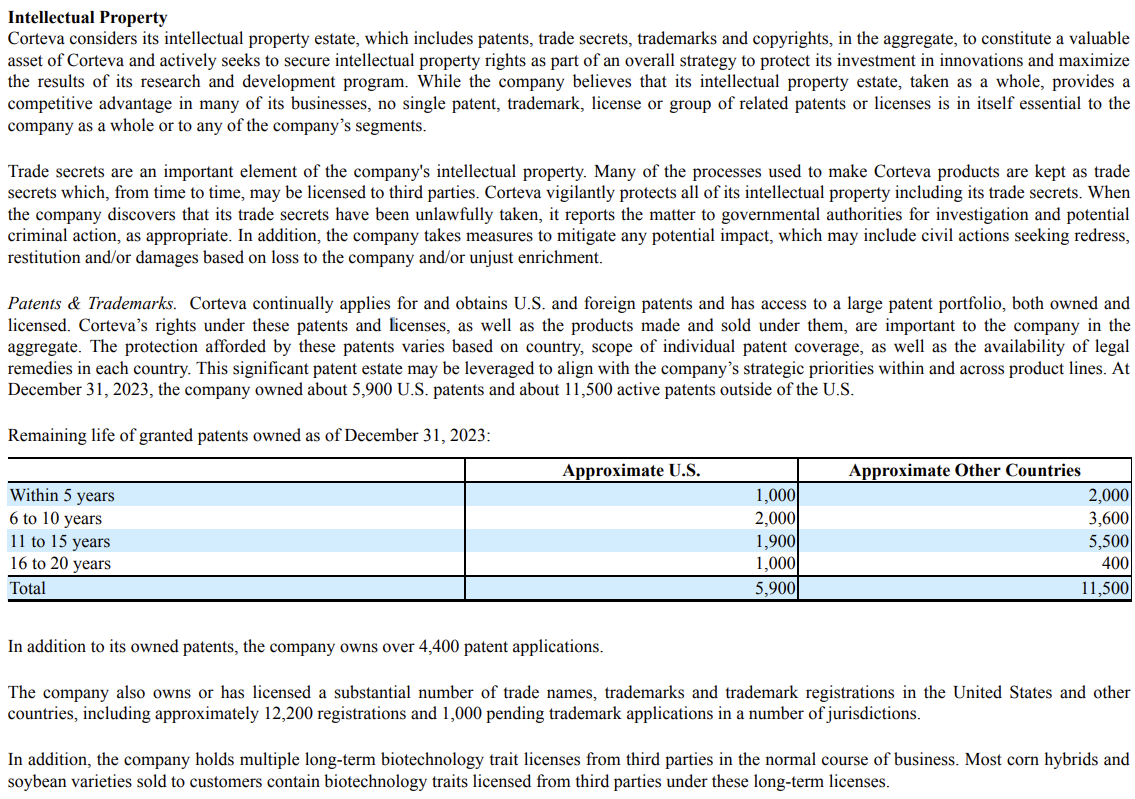 Intellectual Property
Corteva considers its intellectual property estate, which includes patents, trade secrets, trademarks and copyrights, in the aggregate, to constitute a valuable
asset of Corteva and actively seeks to secure intellectual property rights as part of an overall strategy to protect its investment in innovations and maximize
the results of its research and development program. While the company believes that its intellectual property estate, taken as a whole, provides a
competitive advantage in many of its businesses, no single patent, trademark, license or group of related patents or licenses is in itself essential to the
company as a whole or to any of the company’s segments.
Trade secrets are an important element of the company's intellectual property. Many of the processes used to make Corteva products are kept as trade
secrets which, from time to time, may be licensed to third parties. Corteva vigilantly protects all of its intellectual property including its trade secrets. When
the company discovers that its trade secrets have been unlawfully taken, it reports the matter to governmental authorities for investigation and potential
criminal action, as appropriate. In addition, the company takes measures to mitigate any potential impact, which may include civil actions seeking redress,
restitution and/or damages based on loss to the company and/or unjust enrichment.
Patents & Trademarks. Corteva continually applies for and obtains U.S. and foreign patents and has access to a large patent portfolio, both owned and
licensed. Corteva’s rights under these patents and licenses, as well as the products made and sold under them, are important to the company in the
aggregate. The protection afforded by these patents varies based on country, scope of individual patent coverage, as well as the availability of legal
remedies in each country. This significant patent estate may be leveraged to align with the company’s strategic priorities within and across product lines. At
December 31, 2023, the company owned about 5,900 U.S. patents and about 11,500 active patents outside of the U.S.
Remaining life of granted patents owned as of December 31, 2023:
Approximate U.S. Approximate Other Countries
Within 5 years 1,000 2,000
6 to 10 years 2,000 3,600
11 to 15 years 1,900 5,500
16 to 20 years 1,000 400
Total 5,900 11,500
In addition to its owned patents, the company owns over 4,400 patent applications.
The company also owns or has licensed a substantial number of trade names, trademarks and trademark registrations in the United States and other
countries, including approximately 12,200 registrations and 1,000 pending trademark applications in a number of jurisdictions.
In addition, the company holds multiple long-term biotechnology trait licenses from third parties in the normal course of business. Most corn hybrids and
soybean varieties sold to customers contain biotechnology traits licensed from third parties under these long-term licenses.